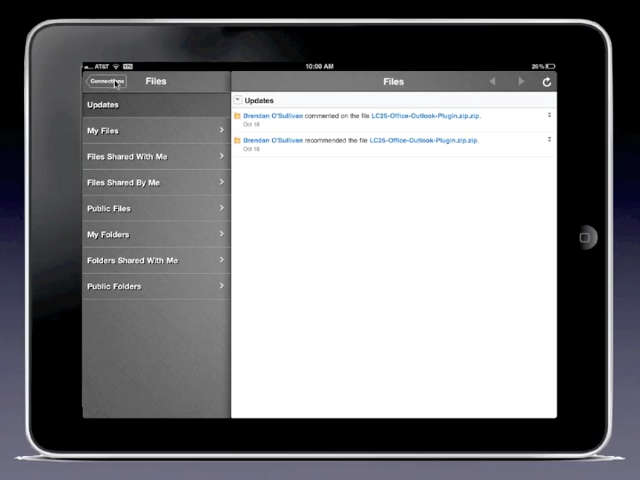 AT&T
VPN
10:00 AM
26%
Connections
Files
Files
Updates
My Files
Files Shared With Me
Files Shared By Me
Public Files
My Folders
Folders Shared With Me
Public Folders
Updates
Brendan O'Sullivan commented on the file LC25-Office-Outlook-Plugin.zip.zip.
Oct 18
Brendan O'Sullivan recommended the file LC25-Office-Outlook-Plugin.zip.zip.
Oct 18